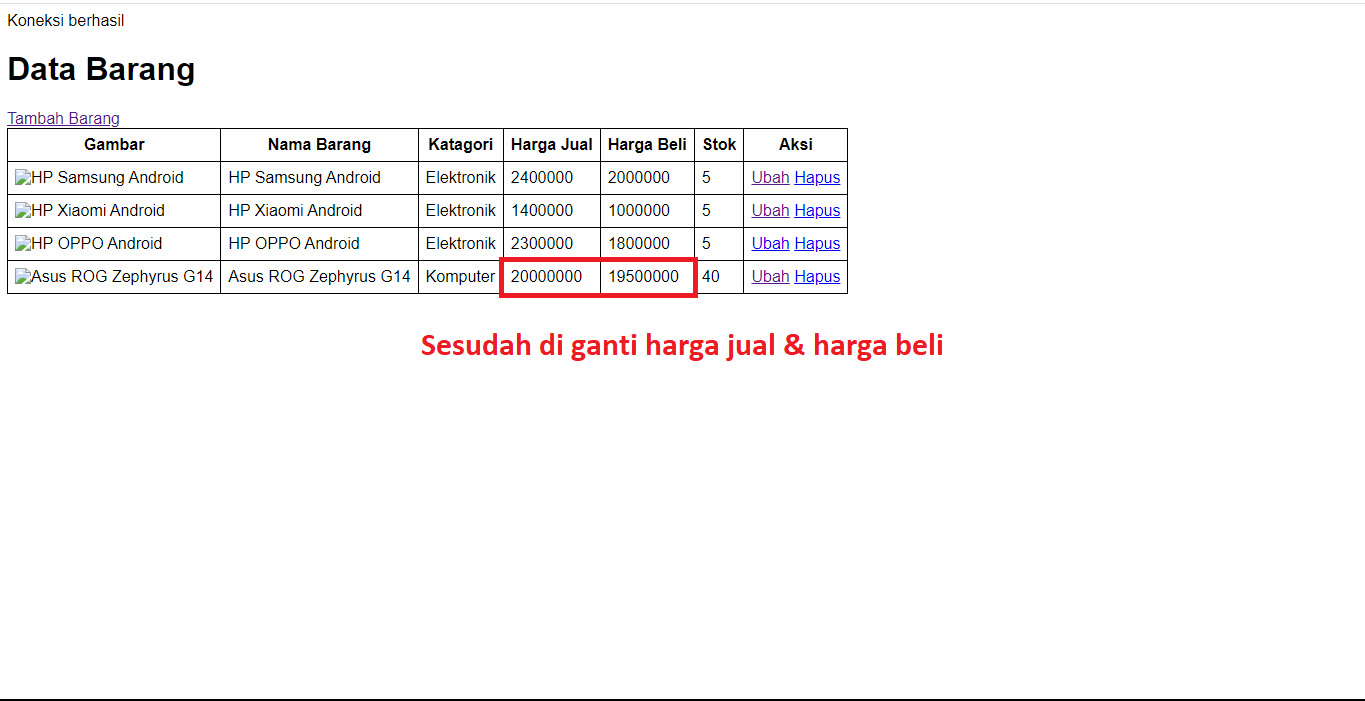 Koneksi berhasil
Data Barang
Tambah Barang
Gambar Nama Barang Katagori Harga Jual Harga Beli Stok Aksi
HP Samsung Android HP Samsung Android Elektronik 2400000 2000000 5 Ubah Hapus
HP Xiaomi Android HP Xiaomi Android Elektronik 1400000 1000000 5 Ubah Hapus
HP OPPO Android HP OPPO Android Elektronik 2300000 1800000 5 Ubah Hapus
Asus ROG Zephyrus G14 Asus ROG Zephyrus G14 Komputer 20000000 19500000 40 Ubah Hapus
Sesudah di ganti harga jual & harga beli